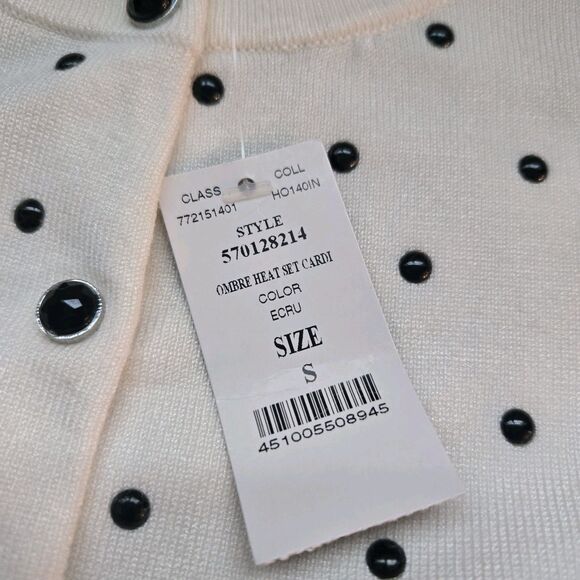 CLASS COLL
772151401 HO140IN
STYLE
570128214
OMBRE HEAT SET CARDI
COLOR
ECRU
SIZE
S
451005508945